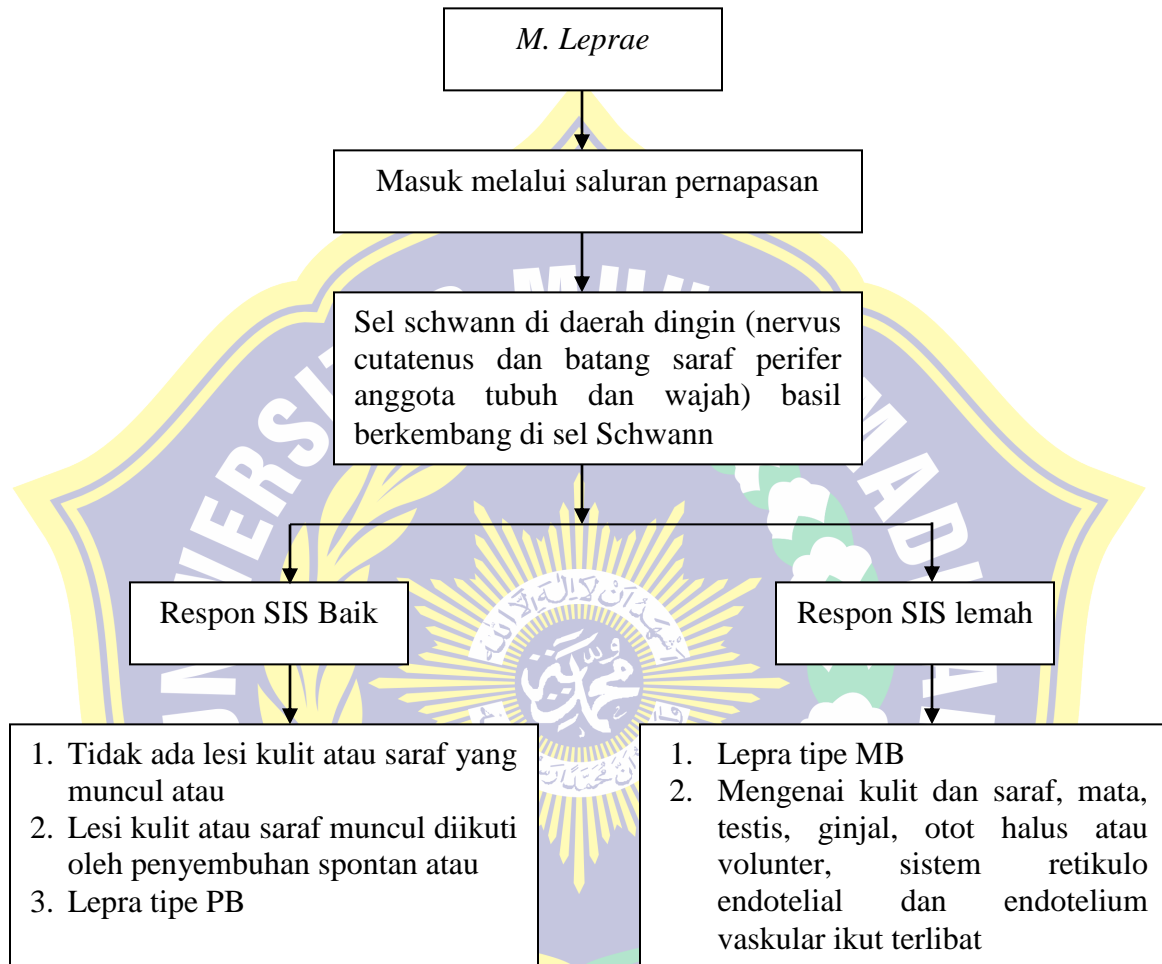 M. Leprae
Masuk melalui saluran pernapasan
Sel schwann di daerah dingin (nervus
cutatenus dan batang saraf perifer
anggota tubuh dan wajah) basil
berkembang di sel Schwann
Respon SIS Baik
Respon SIS lemah
1. Tidak ada lesi kulit atau saraf yang
muncul atau
2. Lesi kulit atau saraf muncul diikuti
oleh penyembuhan spontan atau
3. Lepra tipe PB
1. Lepra tipe MB
2. Mengenai kulit dan saraf, mata,
testis, ginjal, otot halus atau
volunter, sistem retikulo
endotelial dan endotelium
vaskular ikut terlibat